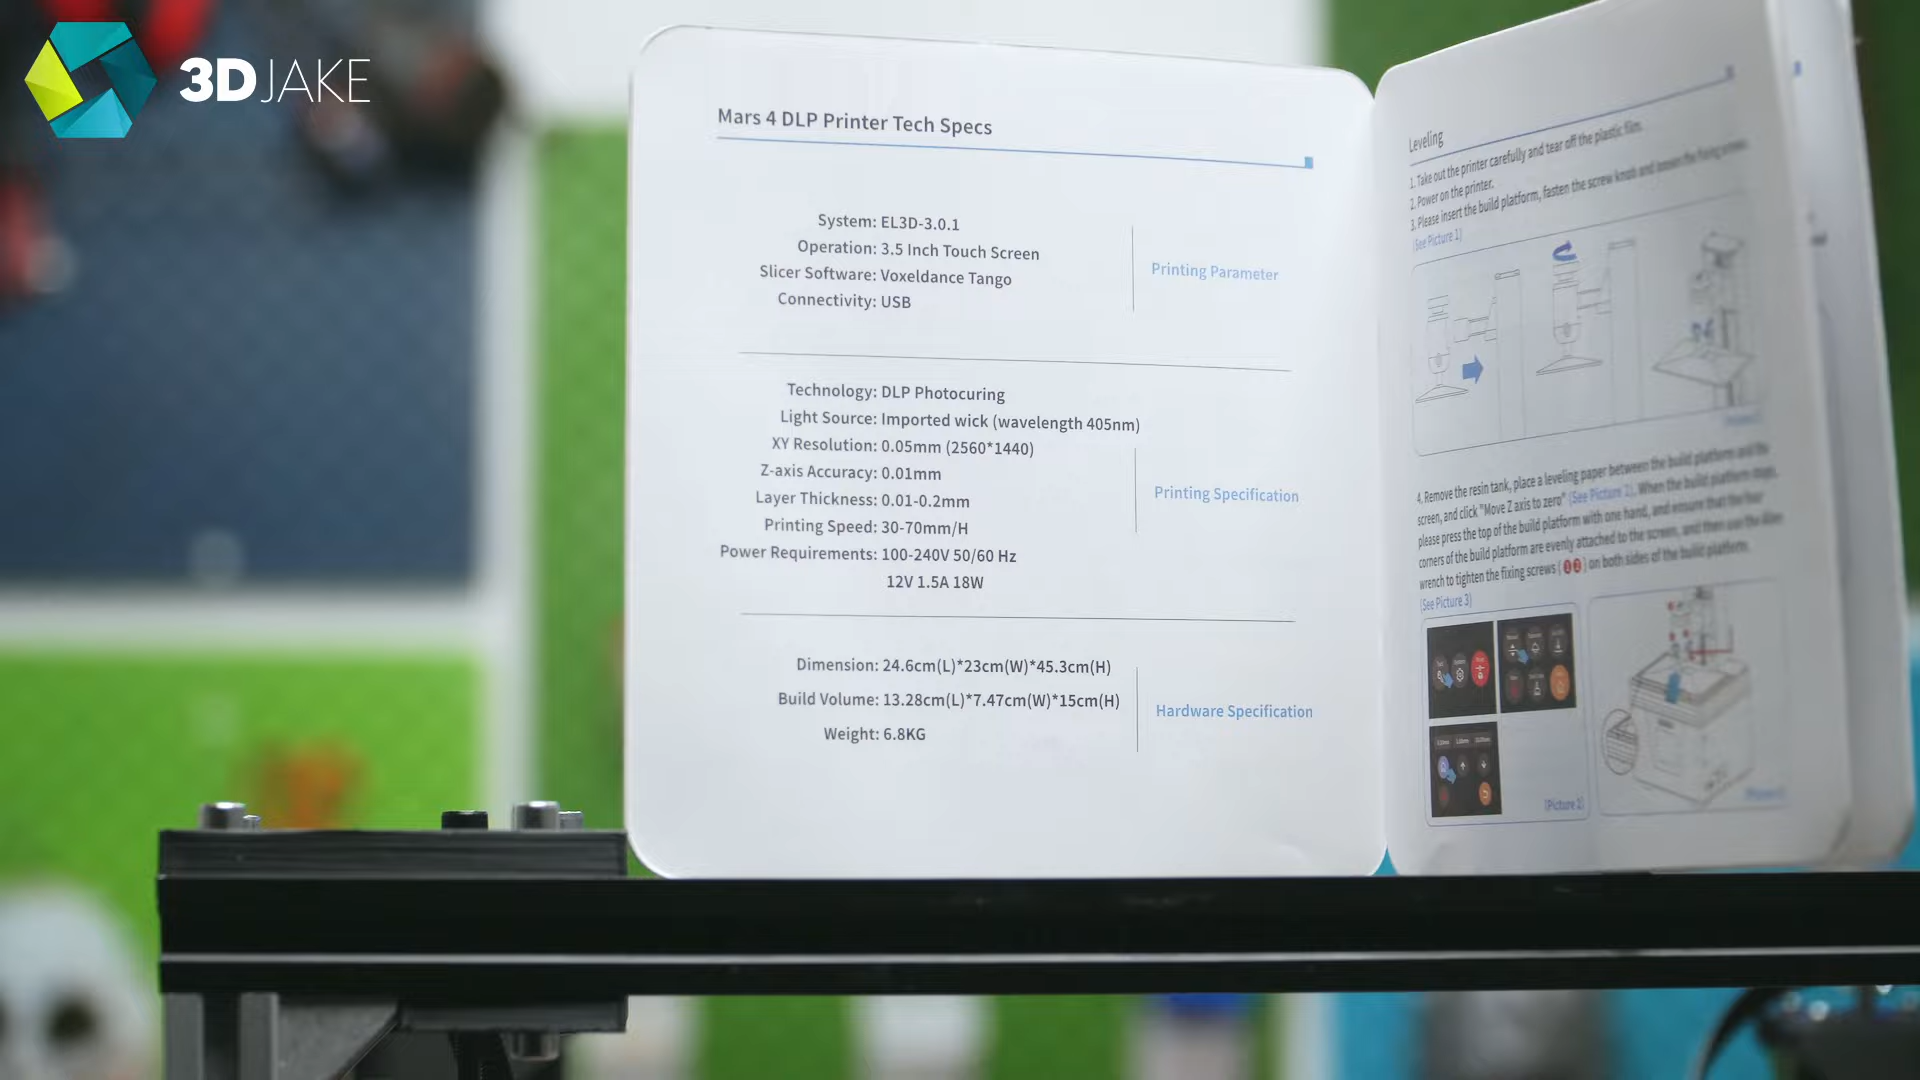 3DJAKE
Mars 4 DLP Printer Tech Specs
System: EL3D-3.0.1
Operation: 3.5 Inch Touch Screen
Slicer Software: Voxeldance Tango
Connectivity: USB
Printing Parameter
Technology: DLP Photocuring
Light Source: Imported wick (wavelength 405nm)
XY Resolution: 0.05mm (2560*1440)
Z-axis Accuracy: 0.01mm
Layer Thickness: 0.01-0.2mm
Printing Speed: 30-70mm/H
Power Requirements: 100-240V 50/60 Hz
12V 1.5A 18W
Printing Specification
Dimension: 24.6cm(L)*23cm(W)*45.3cm(H)
Build Volume: 13.28cm(L)*7.47cm(W)*15cm(H)
Weight: 6.8KG
Hardware Specification
Leveling
1. Take out the printer carefully and tear off the plastic film.
2. Power on the printer.
3. Please insert the build platform, fasten the screw knob and loosen the fixing screws.
(See Picture 1)
4. Remove the resin tank, place a leveling paper between the build platform and the
screen, and click "Move Z axis to zero" (See Picture 2). When the build platform stops,
please press the top of the build platform with one hand, and ensure that the four
corners of the build platform are evenly attached to the screen, and then use the Allen
wrench to tighten the fixing screws ( 1 2 ) on both sides of the build platform.
(See Picture 3)
(Picture 2)